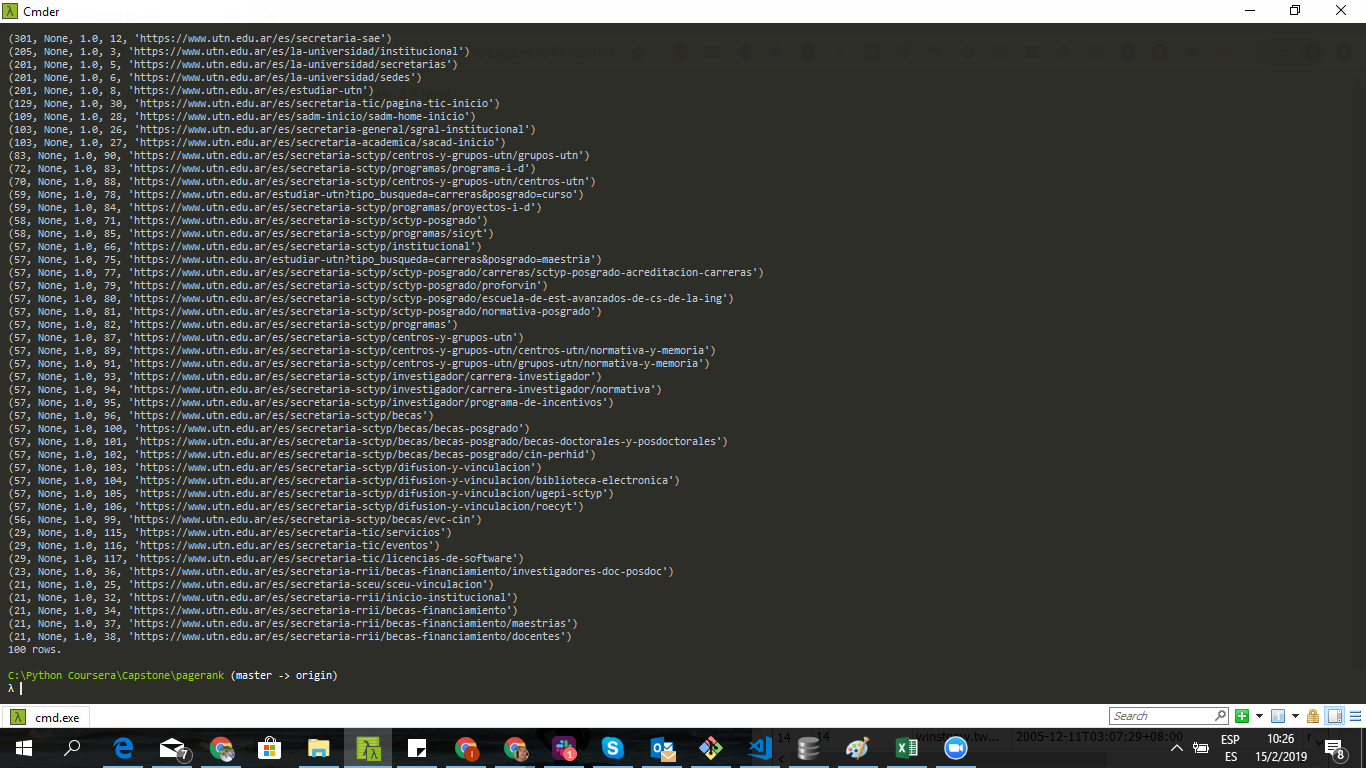 Cmder
(301, None, 1.0, 12, 'https://www.utn.edu.ar/es/secretaria-sae')
(205, None, 1.0, 3, 'https://www.utn.edu.ar/es/la-universidad/institucional')
(201, None, 1.0, 5, 'https://www.utn.edu.ar/es/la-universidad/secretarias')
(201, None, 1.0, 6, 'https://www.utn.edu.ar/es/la-universidad/sedes')
(201, None, 1.0, 8, 'https://www.utn.edu.ar/es/estudiar-utn')
(129, None, 1.0, 30, 'https://www.utn.edu.ar/es/secretaria-tic/pagina-tic-inicio')
(109, None, 1.0, 28, 'https://www.utn.edu.ar/es/sadm-inicio/sadm-home-inicio')
(103, None, 1.0, 26, 'https://www.utn.edu.ar/es/secretaria-general/sgral-institucional')
(103, None, 1.0, 27, 'https://www.utn.edu.ar/es/secretaria-academica/sacad-inicio')
(83, None, 1.0, 90, 'https://www.utn.edu.ar/es/secretaria-sctyp/centros-y-grupos-utn/grupos-utn')
(72, None, 1.0, 83, 'https://www.utn.edu.ar/es/secretaria-sctyp/programas/programa-i-d')
(70, None, 1.0, 88, 'https://www.utn.edu.ar/es/secretaria-sctyp/centros-y-grupos-utn/centros-utn')
(59, None, 1.0, 78, 'https://www.utn.edu.ar/estudiar-utn?tipo_busqueda=carreras&posgrado=curso')
(59, None, 1.0, 84, 'https://www.utn.edu.ar/es/secretaria-sctyp/programas/proyectos-i-d')
(58, None, 1.0, 71, 'https://www.utn.edu.ar/es/secretaria-sctyp/sctyp-posgrado')
(58, None, 1.0, 85, 'https://www.utn.edu.ar/es/secretaria-sctyp/programas/sicyt')
(57, None, 1.0, 66, 'https://www.utn.edu.ar/es/secretaria-sctyp/institucional')
(57, None, 1.0, 75, 'https://www.utn.edu.ar/estudiar-utn?tipo_busqueda=carreras&posgrado=maestria')
(57, None, 1.0, 77, 'https://www.utn.edu.ar/es/secretaria-sctyp/sctyp-posgrado/carreras/sctyp-posgrado-acreditacion-carreras')
(57, None, 1.0, 79, 'https://www.utn.edu.ar/es/secretaria-sctyp/sctyp-posgrado/proforvin')
(57, None, 1.0, 80, 'https://www.utn.edu.ar/es/secretaria-sctyp/sctyp-posgrado/escuela-de-est-avanzados-de-cs-de-la-ing')
(57, None, 1.0, 81, 'https://www.utn.edu.ar/es/secretaria-sctyp/sctyp-posgrado/normativa-posgrado')
(57, None, 1.0, 82, 'https://www.utn.edu.ar/es/secretaria-sctyp/programas')
(57, None, 1.0, 87, 'https://www.utn.edu.ar/es/secretaria-sctyp/centros-y-grupos-utn')
(57, None, 1.0, 89, 'https://www.utn.edu.ar/es/secretaria-sctyp/centros-y-grupos-utn/centros-utn/normativa-y-memoria')
(57, None, 1.0, 91, 'https://www.utn.edu.ar/es/secretaria-sctyp/centros-y-grupos-utn/grupos-utn/normativa-y-memoria')
(57, None, 1.0, 93, 'https://www.utn.edu.ar/es/secretaria-sctyp/investigador/carrera-investigador')
(57, None, 1.0, 94, 'https://www.utn.edu.ar/es/secretaria-sctyp/investigador/carrera-investigador/normativa')
(57, None, 1.0, 95, 'https://www.utn.edu.ar/es/secretaria-sctyp/investigador/programa-de-incentivos')
(57, None, 1.0, 96, 'https://www.utn.edu.ar/es/secretaria-sctyp/becas')
(57, None, 1.0, 100, 'https://www.utn.edu.ar/es/secretaria-sctyp/becas/becas-posgrado')
(57, None, 1.0, 101, 'https://www.utn.edu.ar/es/secretaria-sctyp/becas/becas-posgrado/becas-doctorales-y-posdoctorales')
(57, None, 1.0, 102, 'https://www.utn.edu.ar/es/secretaria-sctyp/becas/becas-posgrado/cin-perhid')
(57, None, 1.0, 103, 'https://www.utn.edu.ar/es/secretaria-sctyp/difusion-y-vinculacion')
(57, None, 1.0, 104, 'https://www.utn.edu.ar/es/secretaria-sctyp/difusion-y-vinculacion/biblioteca-electronica')
(57, None, 1.0, 105, 'https://www.utn.edu.ar/es/secretaria-sctyp/difusion-y-vinculacion/ugepi-sctyp')
(57, None, 1.0, 106, 'https://www.utn.edu.ar/es/secretaria-sctyp/difusion-y-vinculacion/roecyt')
(56, None, 1.0, 99, 'https://www.utn.edu.ar/es/secretaria-sctyp/becas/evc-cin')
(29, None, 1.0, 115, 'https://www.utn.edu.ar/es/secretaria-tic/servicios')
(29, None, 1.0, 116, 'https://www.utn.edu.ar/es/secretaria-tic/eventos')
(29, None, 1.0, 117, 'https://www.utn.edu.ar/es/secretaria-tic/licencias-de-software')
(23, None, 1.0, 36, 'https://www.utn.edu.ar/es/secretaria-rrii/becas-financiamiento/investigadores-doc-posdoc')
(21, None, 1.0, 25, 'https://www.utn.edu.ar/es/secretaria-sceu/sceu-vinculacion')
(21, None, 1.0, 32, 'https://www.utn.edu.ar/es/secretaria-rrii/inicio-institucional')
(21, None, 1.0, 34, 'https://www.utn.edu.ar/es/secretaria-rrii/becas-financiamiento')
(21, None, 1.0, 37, 'https://www.utn.edu.ar/es/secretaria-rrii/becas-financiamiento/maestrias')
(21, None, 1.0, 38, 'https://www.utn.edu.ar/es/secretaria-rrii/becas-financiamiento/docentes')
100 rows.
C:\Python Coursera\Capstone\pagerank (master -> origin)
λ
cmd.exe
Search
7
1
14 14 winstonw.tw... 2005-12-11T03:07:29+08:00
ESP
ES
10:26
15/2/2019
8